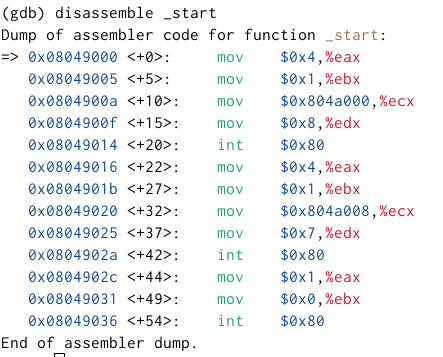 (gdb) disassemble _start
Dump of assembler code for function _start:
=> 0x08049000 <+0>:     mov    $0x4,%eax
   0x08049005 <+5>:     mov    $0x1,%ebx
   0x0804900a <+10>:    mov    $0x804a000,%ecx
   0x0804900f <+15>:    mov    $0x8,%edx
   0x08049014 <+20>:    int    $0x80
   0x08049016 <+22>:    mov    $0x4,%eax
   0x0804901b <+27>:    mov    $0x1,%ebx
   0x08049020 <+32>:    mov    $0x804a008,%ecx
   0x08049025 <+37>:    mov    $0x7,%edx
   0x0804902a <+42>:    int    $0x80
   0x0804902c <+44>:    mov    $0x1,%eax
   0x08049031 <+49>:    mov    $0x0,%ebx
   0x08049036 <+54>:    int    $0x80
End of assembler dump.